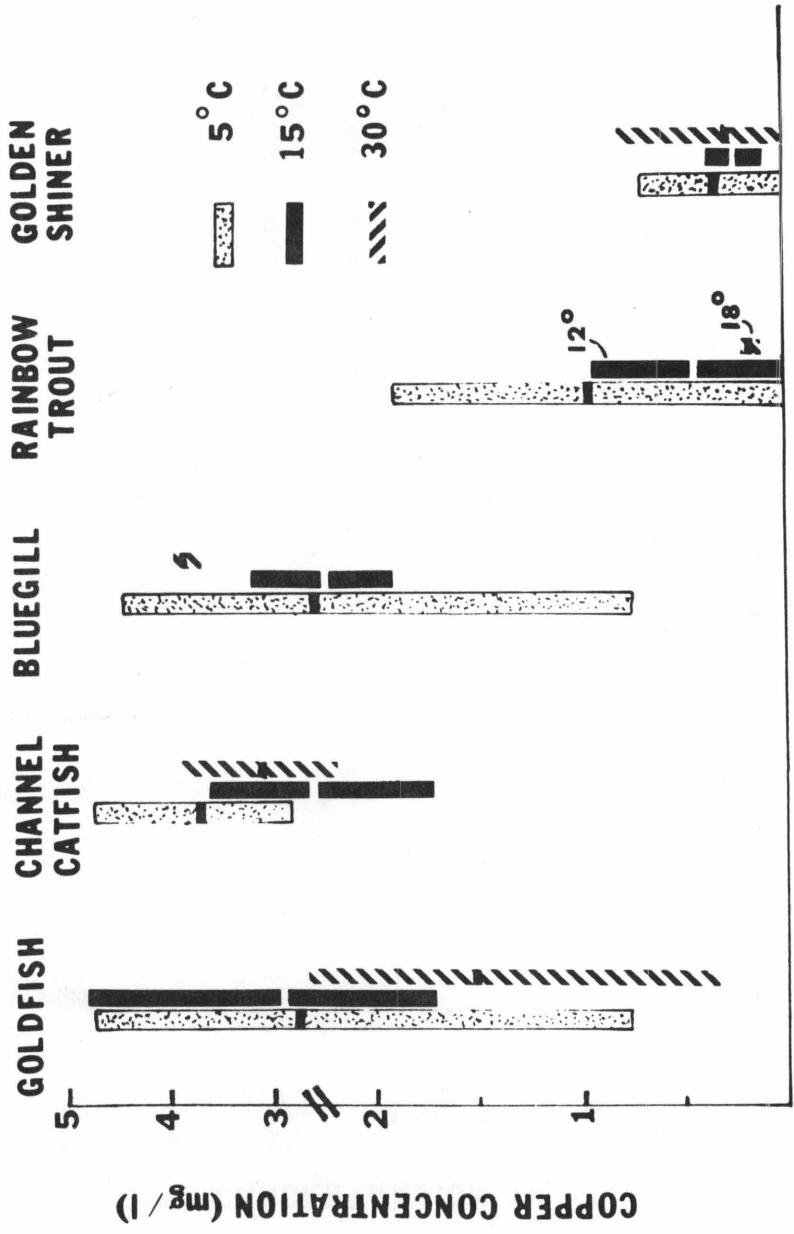 GOLDFISH
CHANNEL
CATFISH
BLUEGILL
RAINBOW
TROUT
GOLDEN
SHINER
5°C
15°C
30°C
12°
18°
5
4
3
2
1
COPPER CONCENTRATION (mg/l)